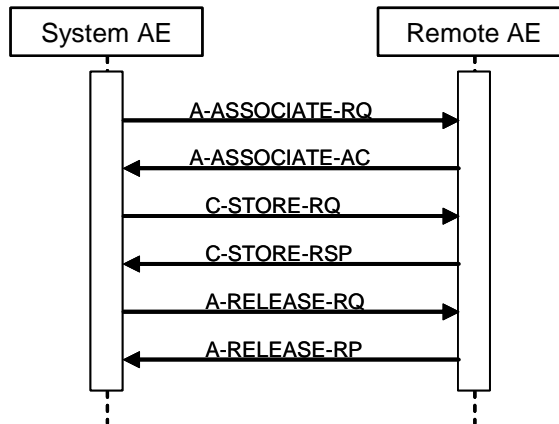 System AE
Remote AE
A-ASSOCIATE-RQ
A-ASSOCIATE-AC
C-STORE-RQ
C-STORE-RSP
A-RELEASE-RQ
A-RELEASE-RP